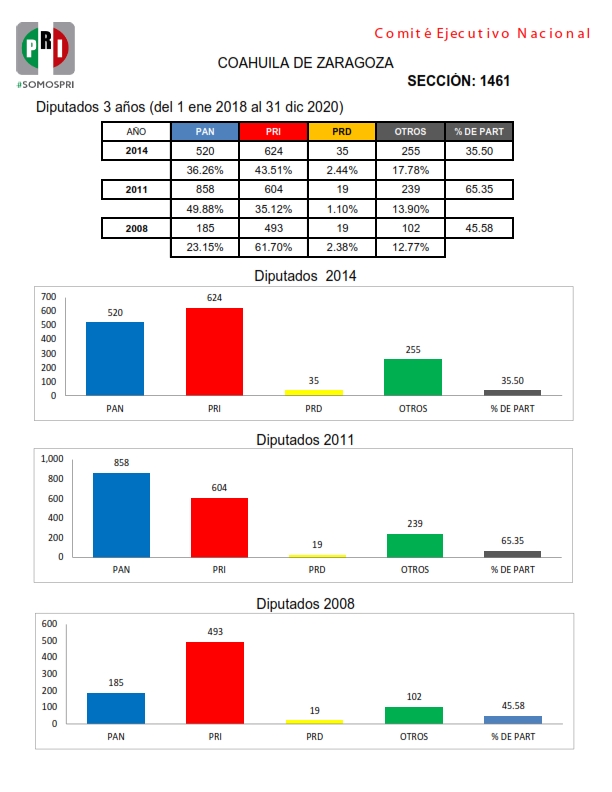 Comité Ejecutivo Nacional
PRI
#SOMOSPRI
COAHUILA DE ZARAGOZA
SECCIÓN: 1461
Diputados 3 años (del 1 ene 2018 al 31 dic 2020)
AÑO PAN PRI PRD OTROS % DE PART
2014 520 624 35 255 35.50
36.26% 43.51% 2.44% 17.78%
2011 858 604 19 239 65.35
49.88% 35.12% 1.10% 13.90%
2008 185 493 19 102 45.58
23.15% 61.70% 2.38% 12.77%
Diputados 2014
700
600
500
400
300
200
100
0
520
624
35
255
35.50
PAN PRI PRD OTROS % DE PART
Diputados 2011
1,000
800
600
400
200
0
858
604
19
239
65.35
PAN PRI PRD OTROS % DE PART
Diputados 2008
600
500
400
300
200
100
0
185
493
19
102
45.58
PAN PRI PRD OTROS % DE PART